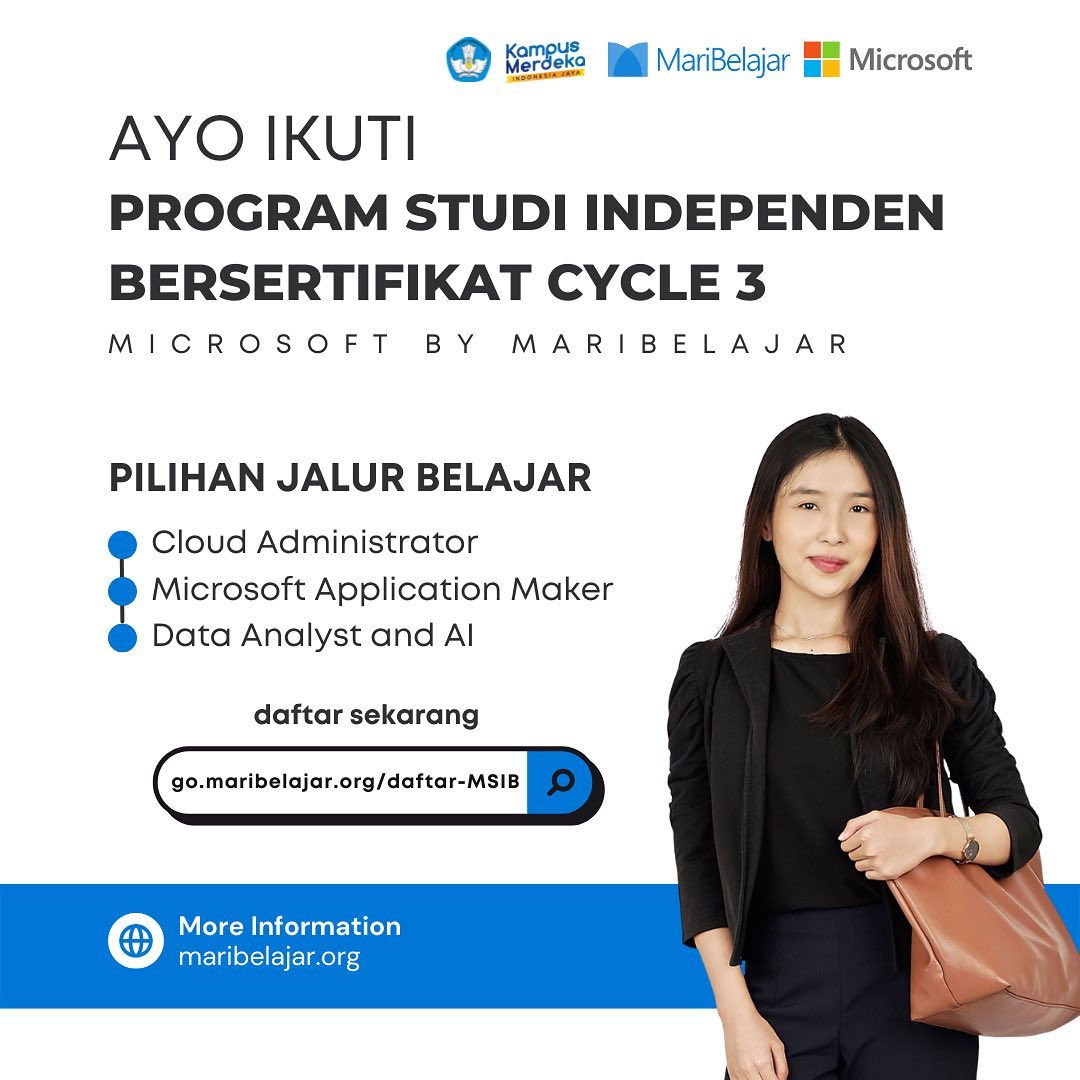 Kampus
Merdeka
INDONESIA JAYA
MariBelajar
Microsoft
AYO IKUTI
PROGRAM STUDI INDEPENDEN
BERSERTIFIKAT CYCLE 3
MICROSOFT BY MARIBELAJAR
PILIHAN JALUR BELAJAR
Cloud Administrator
Microsoft Application Maker
Data Analyst and AI
daftar sekarang
go.maribelajar.org/daftar-MSIB
More Information
maribelajar.org